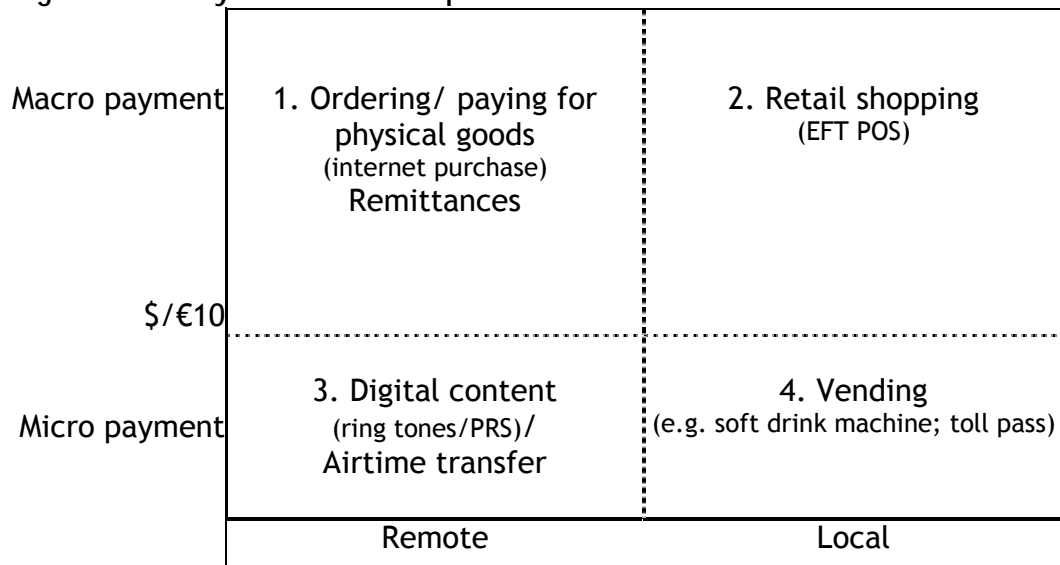 Macro payment
1. Ordering/ paying for
physical goods
(internet purchase)
Remittances
2. Retail shopping
(EFT POS)
$/€10
Micro payment
3. Digital content
(ring tones/PRS)/
Airtime transfer
4. Vending
(e.g. soft drink machine; toll pass)
Remote
Local